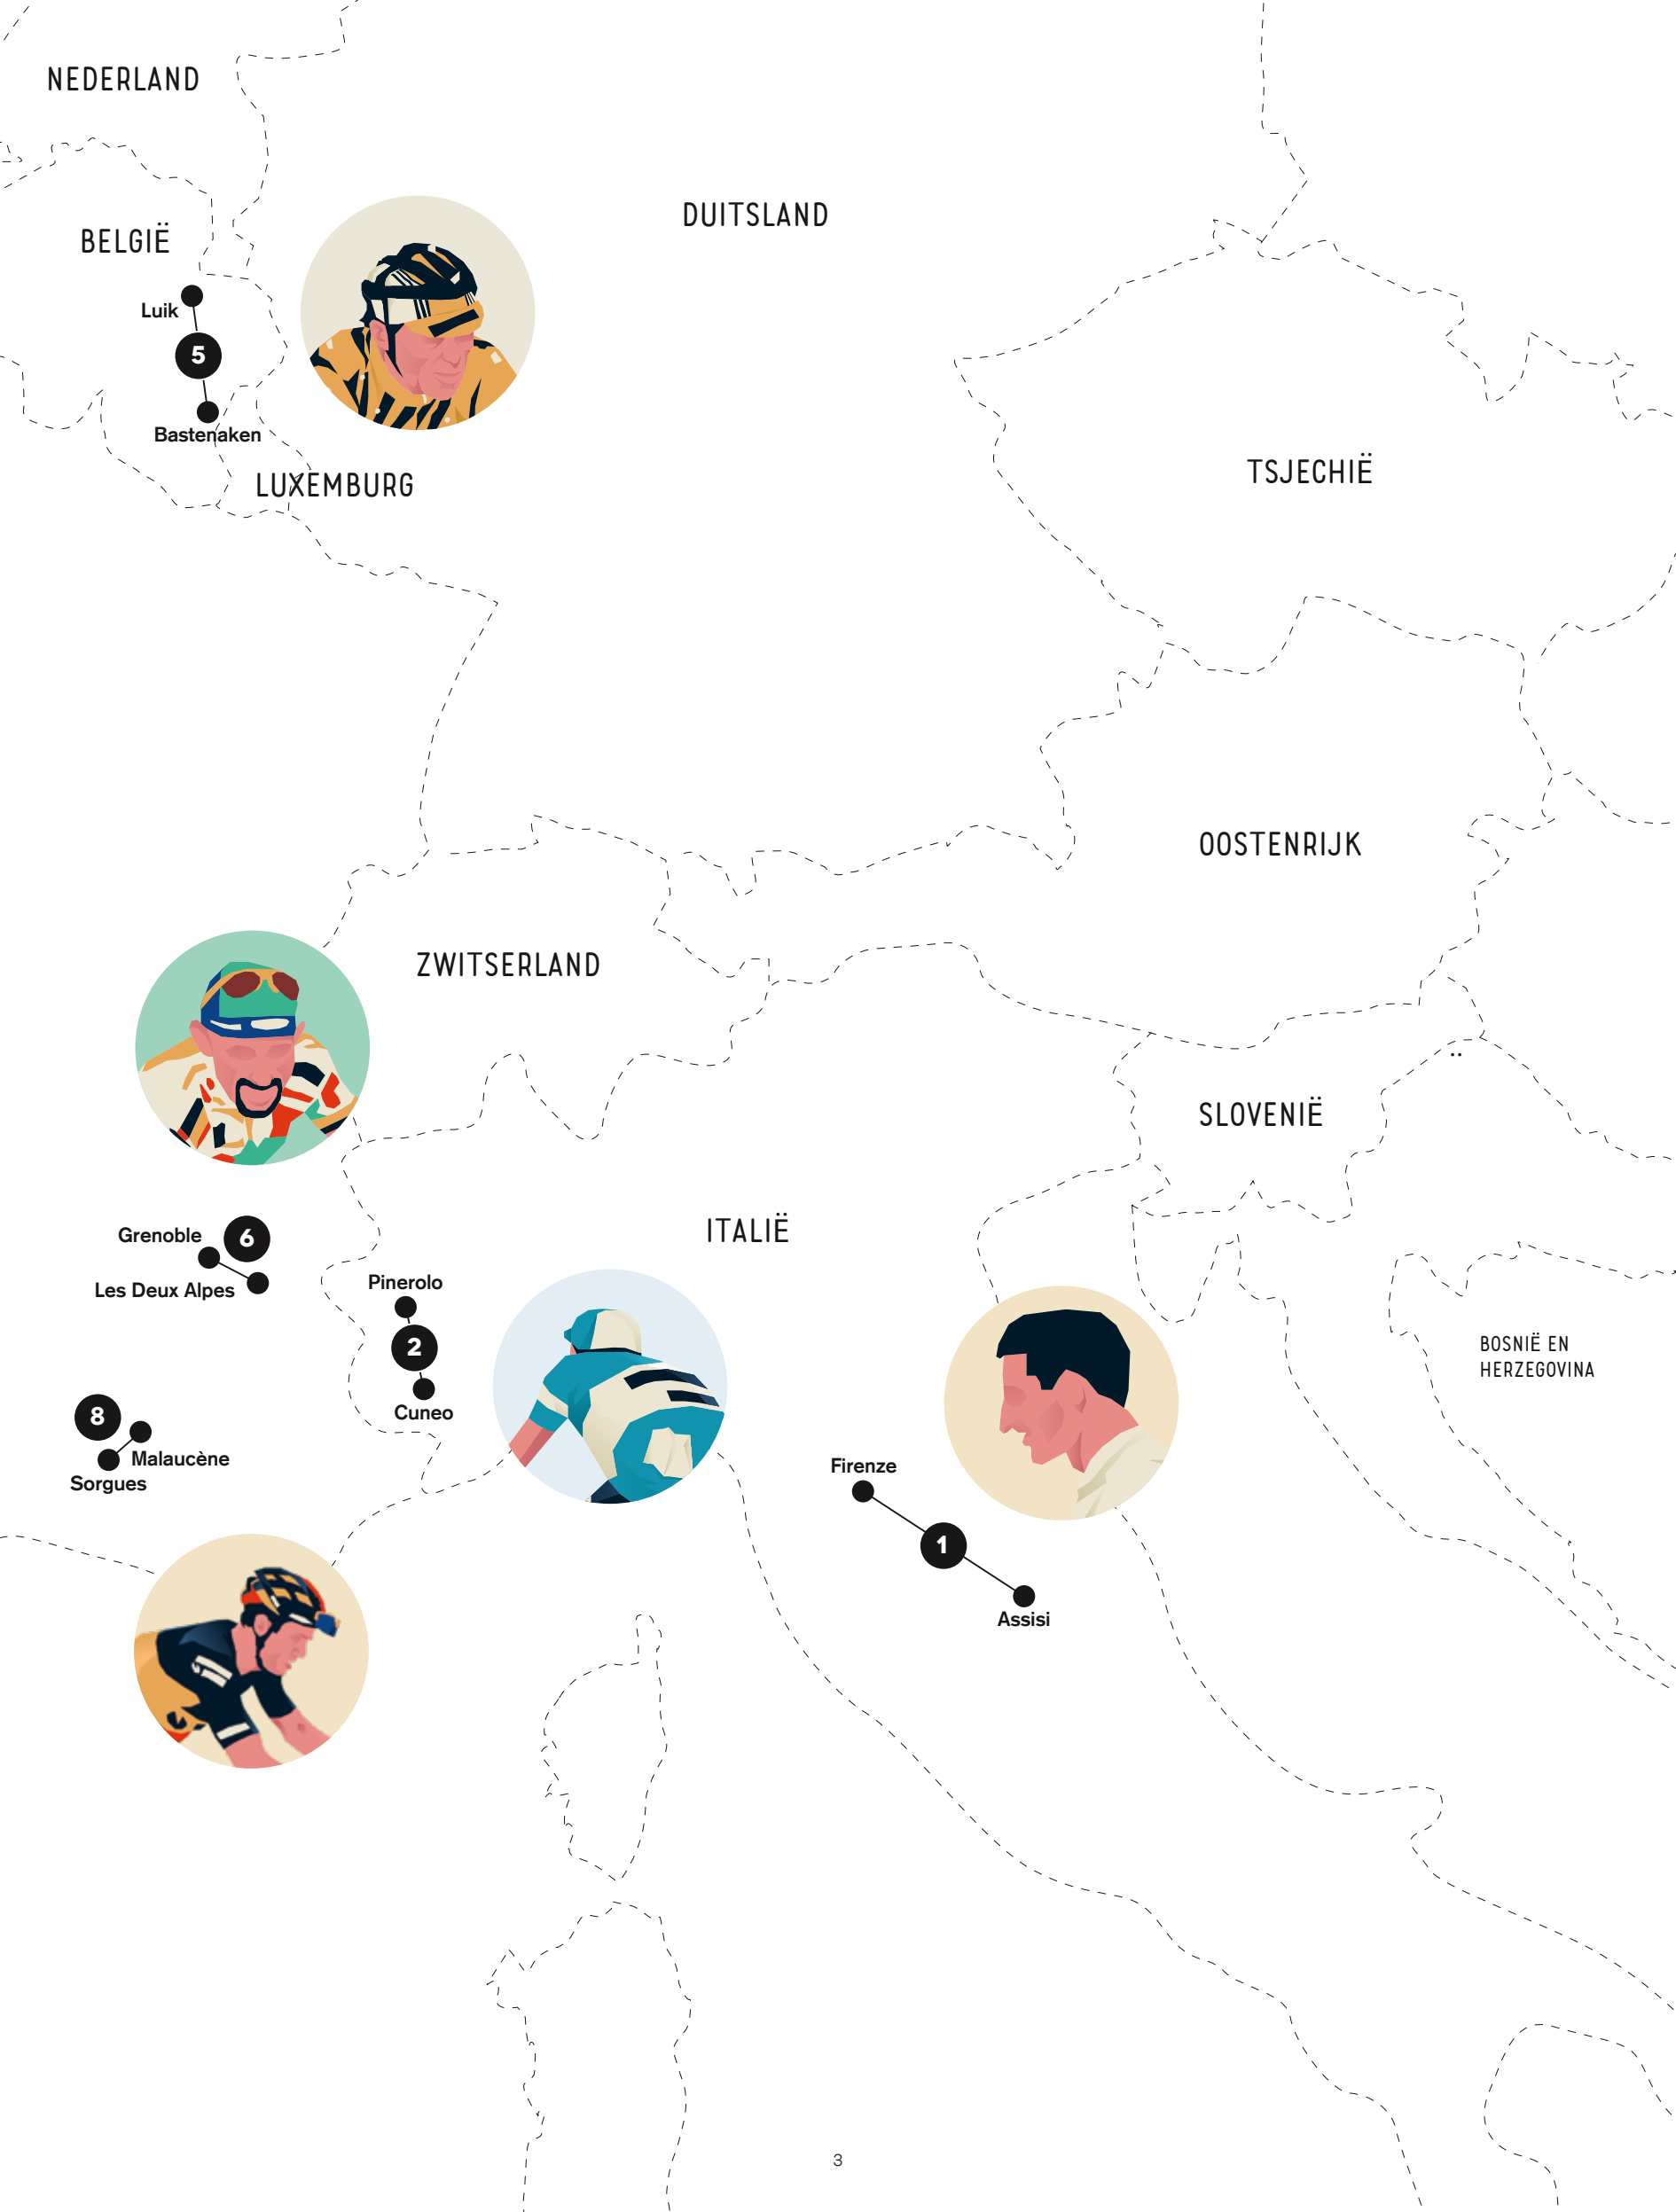 NEDERLAND
DUITSLAND
BELGIË
Luik
5
Bastenaken
LUXEMBURG
TSJECHIË
OOSTENRIJK
ZWITSERLAND
SLOVENIË
Grenoble
6
Les Deux Alpes
ITALIË
Pinerolo
2
Cuneo
BOSNIË EN
HERZEGOVINA
8
Malaucène
Sorgues
Firenze
1
Assisi
3